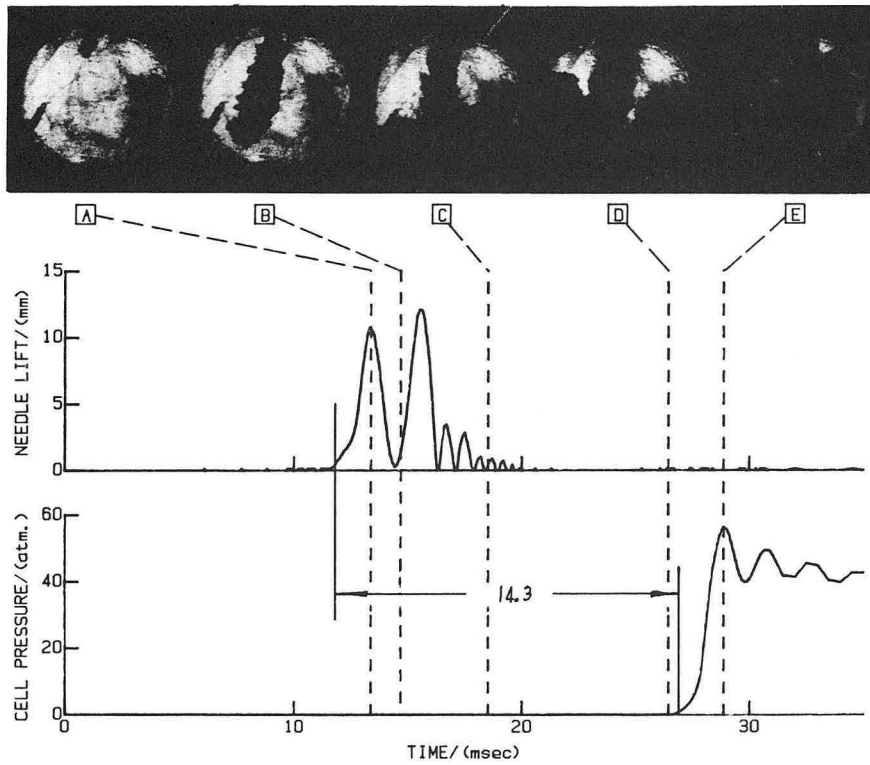 A B C D E
15
10
5
0
NEEDLE LIFT/(mm)
60
40
20
0
CELL PRESSURE/(atm.)
14.3
0 10 20 30
TIME/(msec)